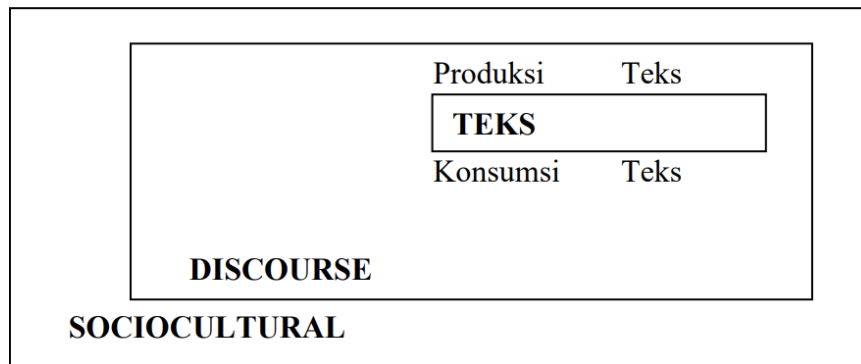 Produksi Teks
TEKS
Konsumsi Teks
DISCOURSE
SOCIOCULTURAL